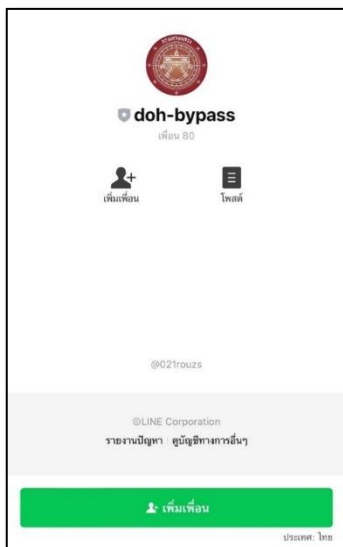 doh-bypass
เพื่อน 80
เพิ่มเพื่อน
โพสต์
@021rouzs
©LINE Corporation
รายงานปัญหา ดูบัญชีทางการอื่นๆ
เพิ่มเพื่อน
ประเทศ: ไทย